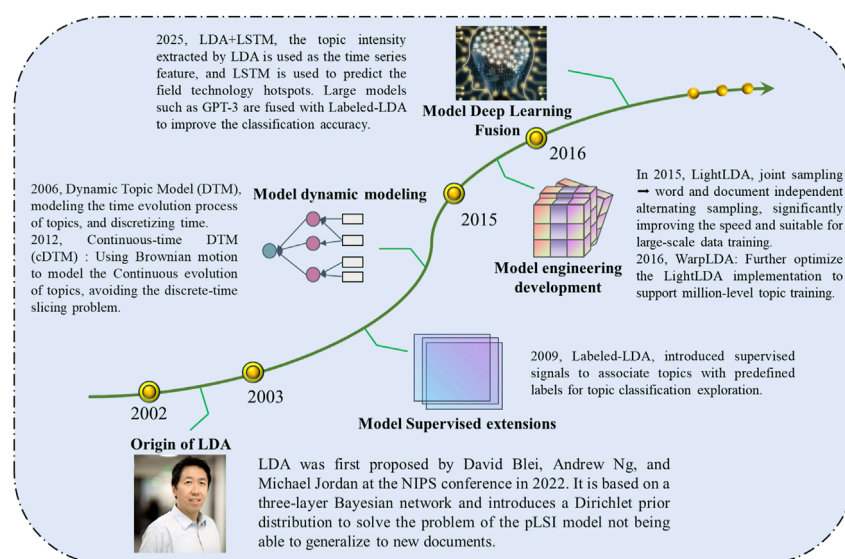 2025, LDA+LSTM, the topic intensity
extracted by LDA is used as the time series
feature, and LSTM is used to predict the
field technology hotspots. Large models
such as GPT-3 are fused with Labeled-LDA
to improve the classification accuracy.
Model Deep Learning
Fusion
2016
2006, Dynamic Topic Model (DTM),
modeling the time evolution process
of topics, and discretizing time.
2012, Continuous-time DTM
(cDTM) : Using Brownian motion
to model the Continuous evolution
of topics, avoiding the discrete-time
slicing problem.
Model dynamic modeling
2015
In 2015, LightLDA, joint sampling
→ word and document independent
alternating sampling, significantly
improving the speed and suitable for
large-scale data training.
2016, WarpLDA: Further optimize
the LightLDA implementation to
support million-level topic training.
Model engineering
development
2009, Labeled-LDA, introduced supervised
signals to associate topics with predefined
labels for topic classification exploration.
Model Supervised extensions
2002
2003
Origin of LDA
LDA was first proposed by David Blei, Andrew Ng, and
Michael Jordan at the NIPS conference in 2022. It is based on a
three-layer Bayesian network and introduces a Dirichlet prior
distribution to solve the problem of the pLSI model not being
able to generalize to new documents.